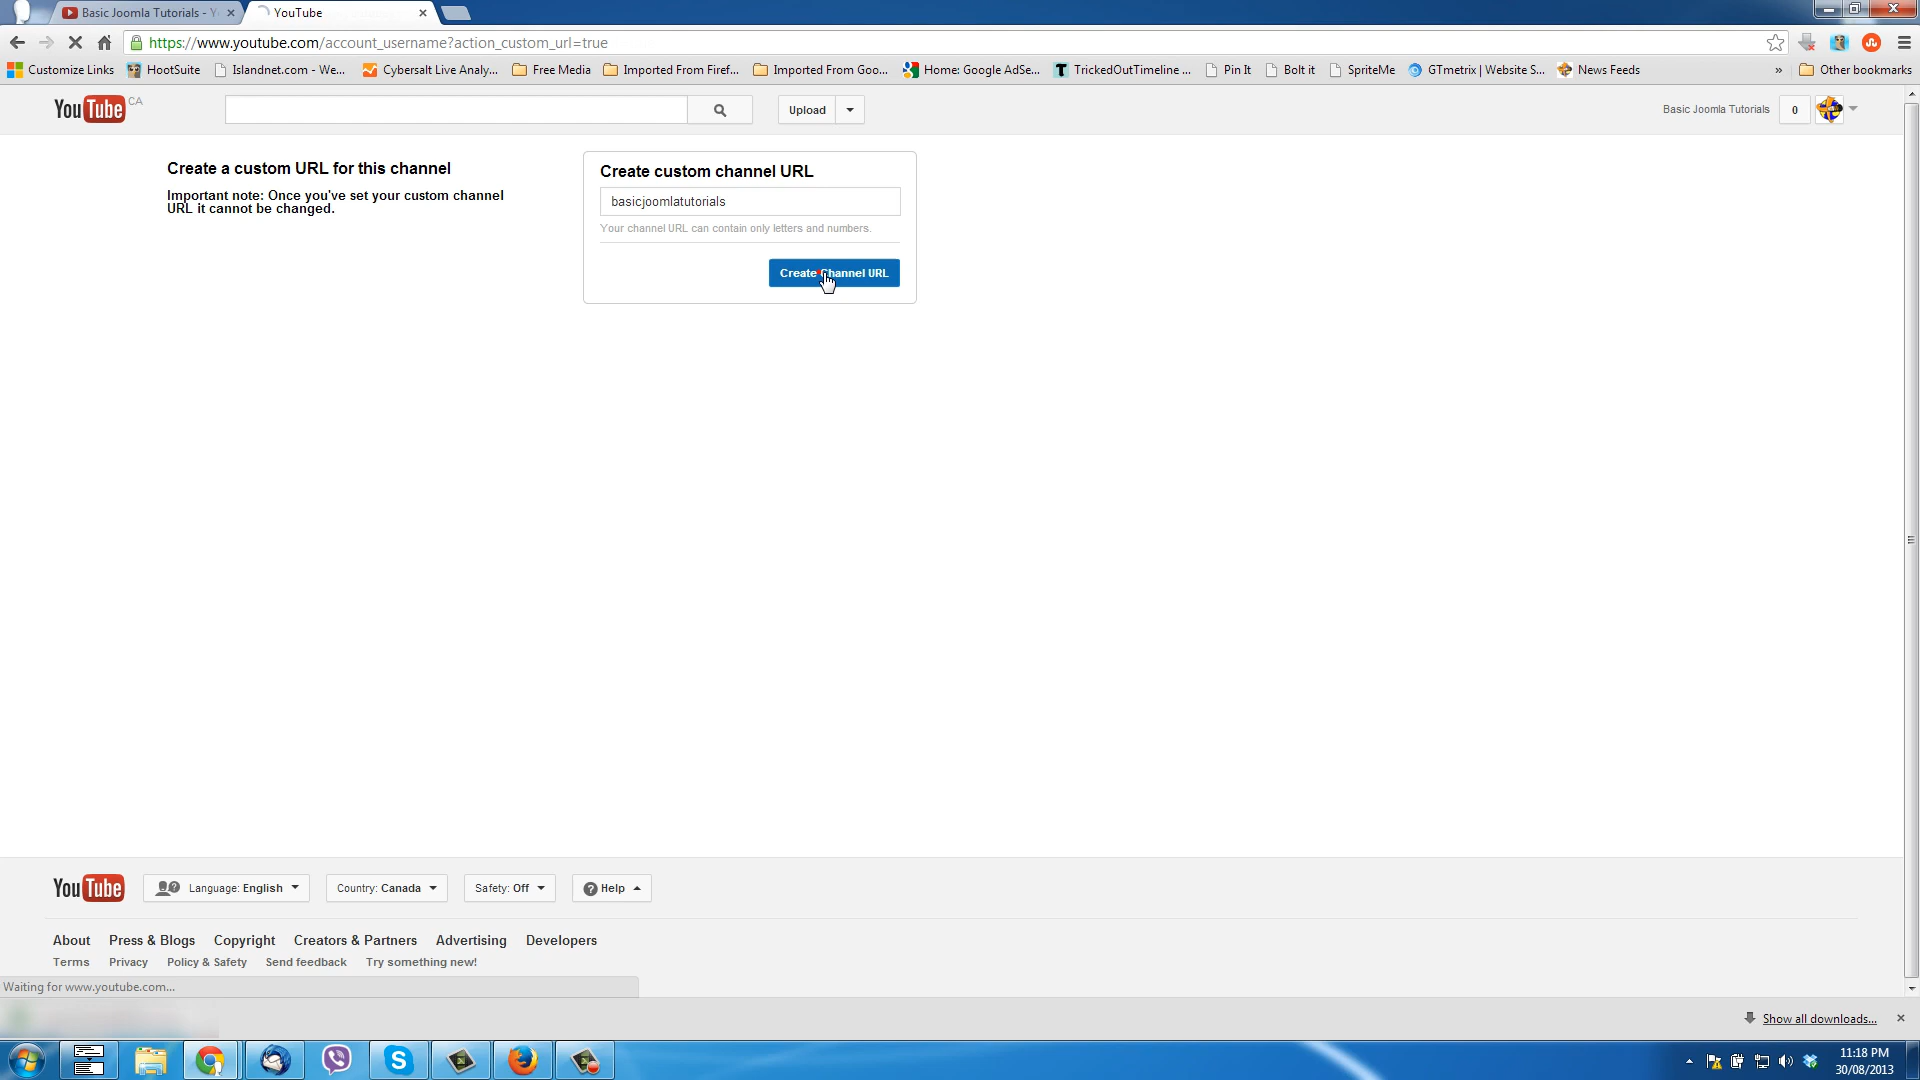 Basic Joomla Tutorials - Y
YouTube
https://www.youtube.com/account_username?action_custom_url=true
Customize Links
HootSuite
Islandnet.com - We...
Cybersalt Live Analy...
Free Media
Imported From Firef...
Imported From Goo...
Home: Google AdSe...
TrickedOutTimeline ...
Pin It
Bolt it
SpriteMe
GTmetrix | Website S...
News Feeds
»
Other bookmarks
YouTube CA
Upload
Basic Joomla Tutorials
0
Create a custom URL for this channel
Important note: Once you've set your custom channel
URL it cannot be changed.
Create custom channel URL
basicjoomlatutorials
Your channel URL can contain only letters and numbers.
Create Channel URL
YouTube
Language: English
Country: Canada
Safety: Off
Help
About Press & Blogs Copyright Creators & Partners Advertising Developers
Terms Privacy Policy & Safety Send feedback Try something new!
Waiting for www.youtube.com...
Show all downloads...
11:18 PM
30/08/2013